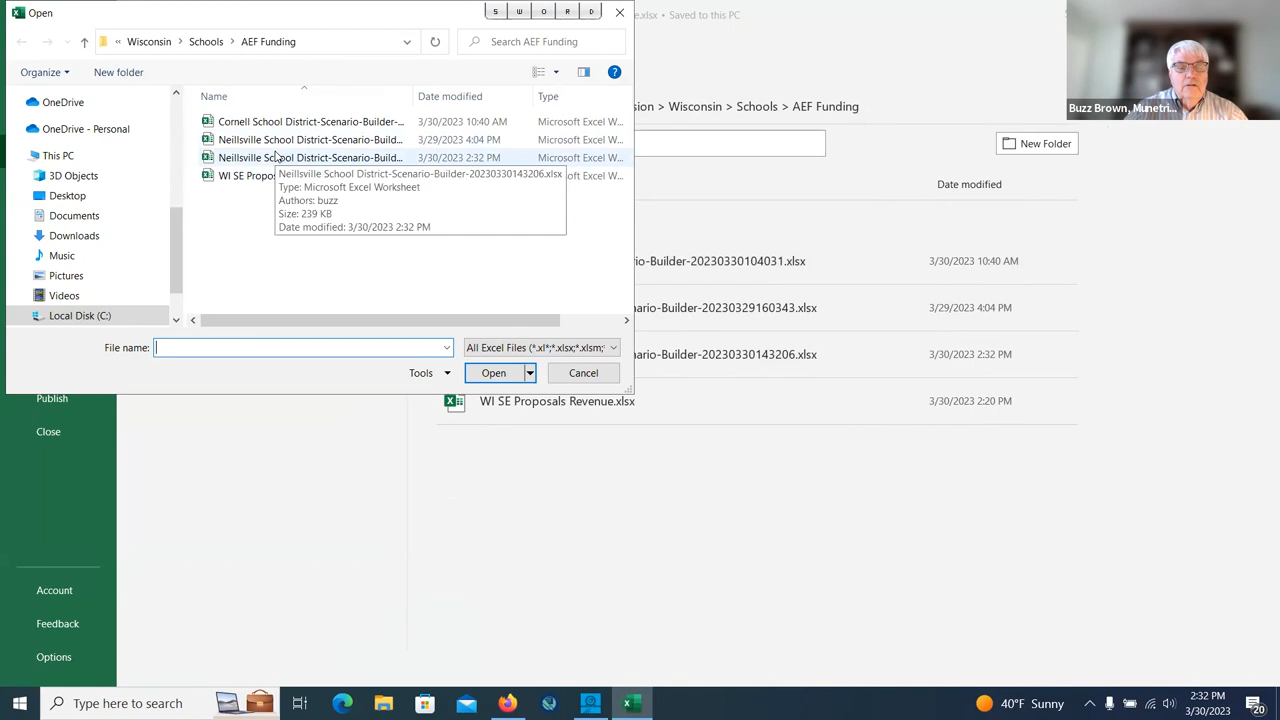 Open
S W O R D
se.xlsx • Saved to this PC
« Wisconsin > Schools > AEF Funding
Search AEF Funding
Organize
New folder
Name
Date modified
Type
OneDrive
OneDrive - Personal
This PC
3D Objects
Desktop
Documents
Downloads
Music
Pictures
Videos
Local Disk (C:)
Cornell School District-Scenario-Builder-... 3/30/2023 10:40 AM Microsoft Excel W...
Neillsville School District-Scenario-Build... 3/29/2023 4:04 PM Microsoft Excel W...
Neillsville School District-Scenario-Build... 3/30/2023 2:32 PM Microsoft Excel W...
WI SE Propos Microsoft Excel W...
Neillsville School District-Scenario-Builder-20230330143206.xlsx
Type: Microsoft Excel Worksheet
Authors: buzz
Size: 239 KB
Date modified: 3/30/2023 2:32 PM
File name:
All Excel Files (*.xl*;*.xlsx;*.xlsm;
Tools
Open
Cancel
sion > Wisconsin > Schools > AEF Funding
New Folder
Date modified
io-Builder-20230330104031.xlsx 3/30/2023 10:40 AM
ario-Builder-20230329160343.xlsx 3/29/2023 4:04 PM
ario-Builder-20230330143206.xlsx 3/30/2023 2:32 PM
WI SE Proposals Revenue.xlsx 3/30/2023 2:20 PM
Buzz Brown, Munetri...
Publish
Close
Account
Feedback
Options
Type here to search
40°F Sunny
2:32 PM
3/30/2023
20